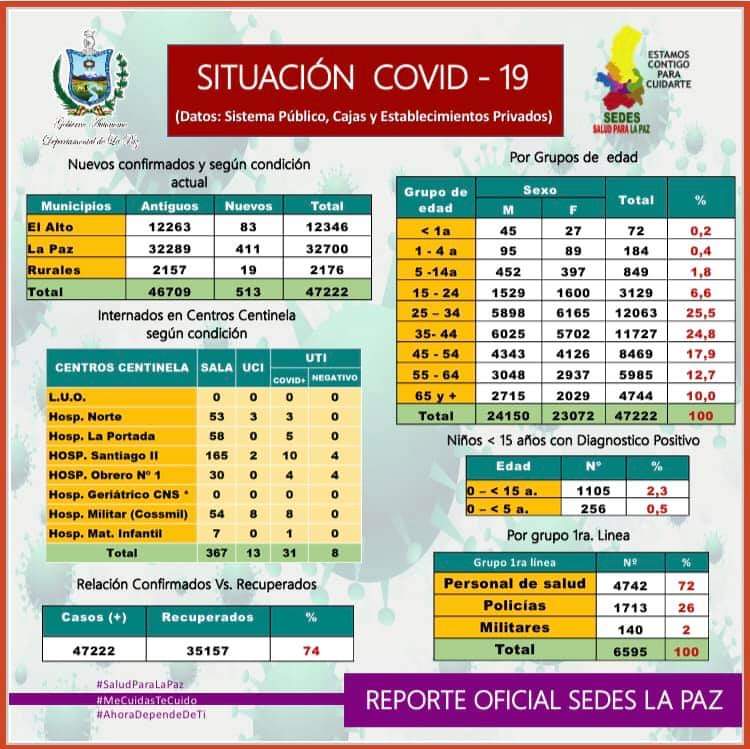 Gobierno Autónomo
Departamental de La Paz
SITUACIÓN COVID - 19
(Datos: Sistema Público, Cajas y Establecimientos Privados)
ESTAMOS
CONTIGO
PARA
CUIDARTE
SEDES
SALUD PARA LA PAZ
Nuevos confirmados y según condición
actual
Municipios Antiguos Nuevos Total
El Alto 12263 83 12346
La Paz 32289 411 32700
Rurales 2157 19 2176
Total 46709 513 47222
Internados en Centros Centinela
según condición
CENTROS CENTINELA SALA UCI UTI
COVID+ NEGATIVO
L.U.O. 0 0 0 0
Hosp. Norte 53 3 3 0
Hosp. La Portada 58 0 5 0
HOSP. Santiago II 165 2 10 4
HOSP. Obrero Nº 1 30 0 4 4
Hosp. Geriátrico CNS * 0 0 0 0
Hosp. Militar (Cossmil) 54 8 8 0
Hosp. Mat. Infantil 7 0 1 0
Total 367 13 31 8
Relación Confirmados Vs. Recuperados
Casos (+) Recuperados %
47222 35157 74
#SaludParaLaPaz
#MeCuidasTeCuido
#AhoraDependeDeTi
Por Grupos de edad
Grupo de edad Sexo Total %
M F
< 1a 45 27 72 0,2
1 - 4 a 95 89 184 0,4
5 -14a 452 397 849 1,8
15 - 24 1529 1600 3129 6,6
25 – 34 5898 6165 12063 25,5
35- 44 6025 5702 11727 24,8
45 - 54 4343 4126 8469 17,9
55 - 64 3048 2937 5985 12,7
65 y + 2715 2029 4744 10,0
Total 24150 23072 47222 100
Niños < 15 años con Diagnostico Positivo
Edad Nº %
0 – < 15 a. 1105 2,3
0 – < 5 a. 256 0,5
Por grupo 1ra. Linea
Grupo 1ra línea Nº %
Personal de salud 4742 72
Policías 1713 26
Militares 140 2
Total 6595 100
REPORTE OFICIAL SEDES LA PAZ